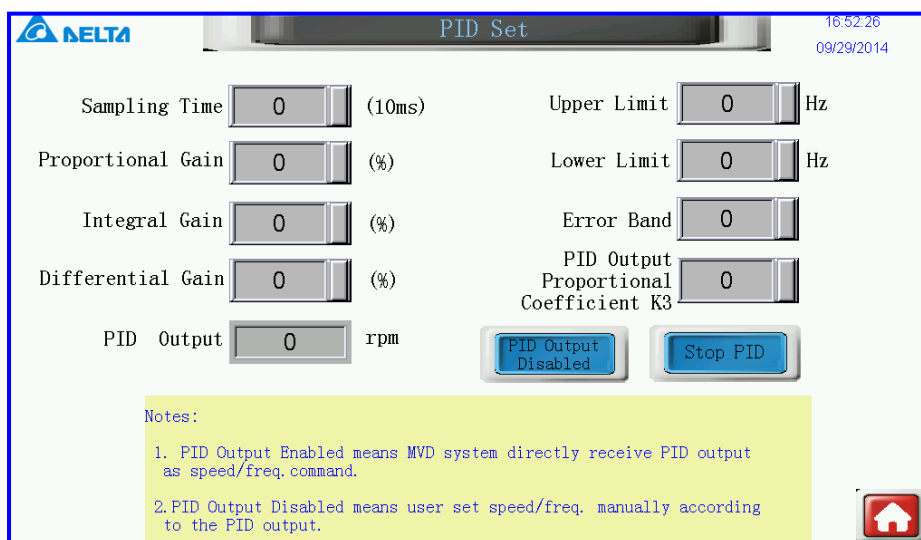 DELTA
PID Set
16:52:26
09/29/2014
Sampling Time 0 (10ms)
Upper Limit 0 Hz
Proportional Gain 0 (%)
Lower Limit 0 Hz
Integral Gain 0 (%)
Error Band 0
Differential Gain 0 (%)
PID Output
Proportional
Coefficient K3 0
PID Output 0 rpm
PID Output
Disabled
Stop PID
Notes:
1. PID Output Enabled means MVD system directly receive PID output
as speed/freq.command.
2.PID Output Disabled means user set speed/freq. manually according
to the PID output.